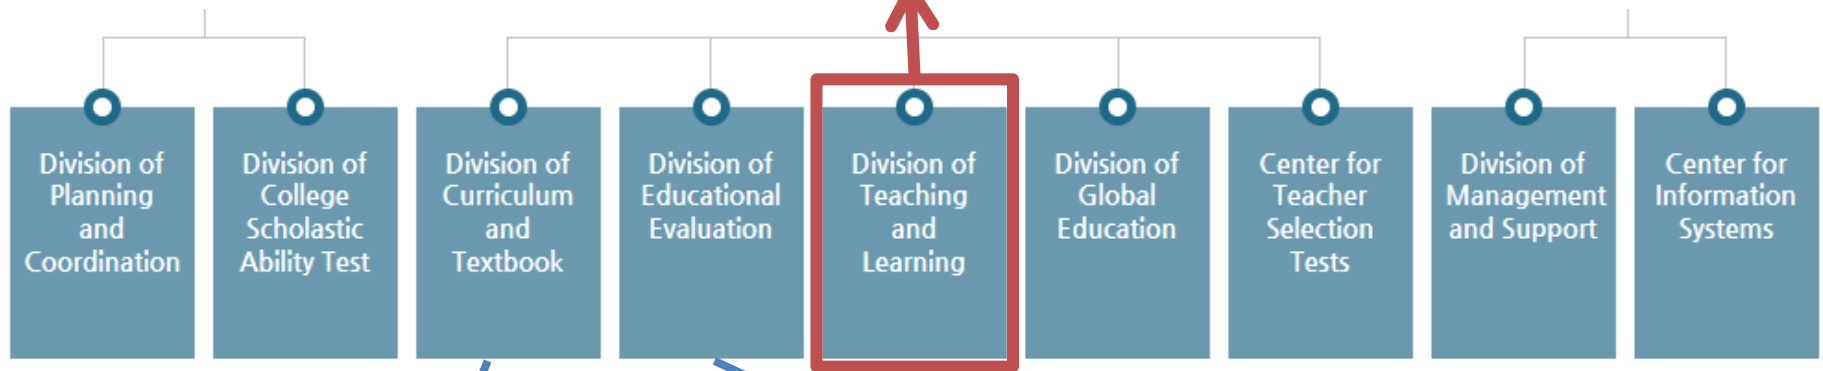 Division of
Planning
and
Coordination
Division of
College
Scholastic
Ability Test
Division of
Curriculum
and
Textbook
Division of
Educational
Evaluation
Division of
Teaching
and
Learning
Division of
Global
Education
Center for
Teacher
Selection
Tests
Division of
Management
and Support
Center for
Information
Systems